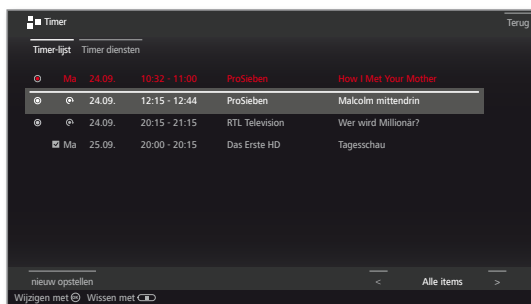 Timer Terug
Timer-lijst Timer diensten
Ma 24.09. 10:32 - 11:00 ProSieben How I Met Your Mother
24.09. 12:15 - 12:44 ProSieben Malcolm mittendrin
24.09. 20:15 - 21:15 RTL Television Wer wird Millionär?
Ma 25.09. 20:00 - 20:15 Das Erste HD Tagesschau
nieuw opstellen < Alle items >
Wijzigen met OK Wissen met